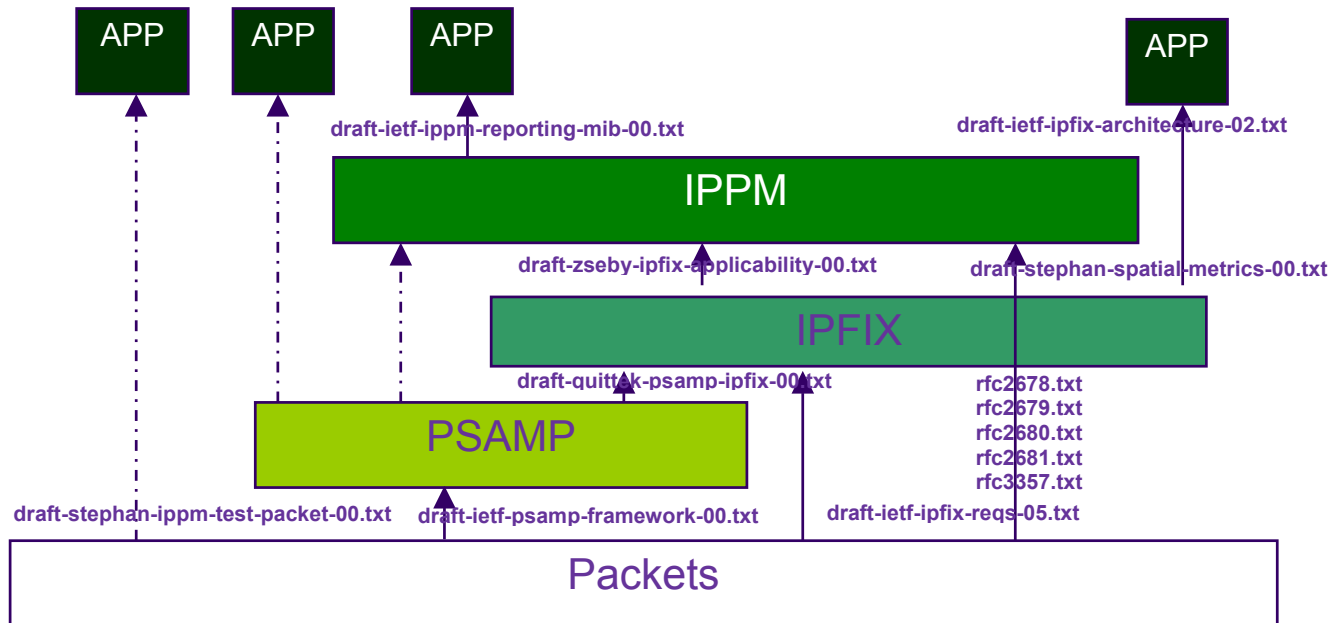 APP
APP
APP
APP
draft-ietf-ippm-reporting-mib-00.txt
draft-ietf-ipfix-architecture-02.txt
IPPM
draft-zseby-ipfix-applicability-00.txt
draft-stephan-spatial-metrics-00.txt
IPFIX
draft-quittek-psamp-ipfix-00.txt
rfc2678.txt
rfc2679.txt
rfc2680.txt
rfc2681.txt
rfc3357.txt
PSAMP
draft-stephan-ippm-test-packet-00.txt
draft-ietf-psamp-framework-00.txt
draft-ietf-ipfix-reqs-05.txt
Packets